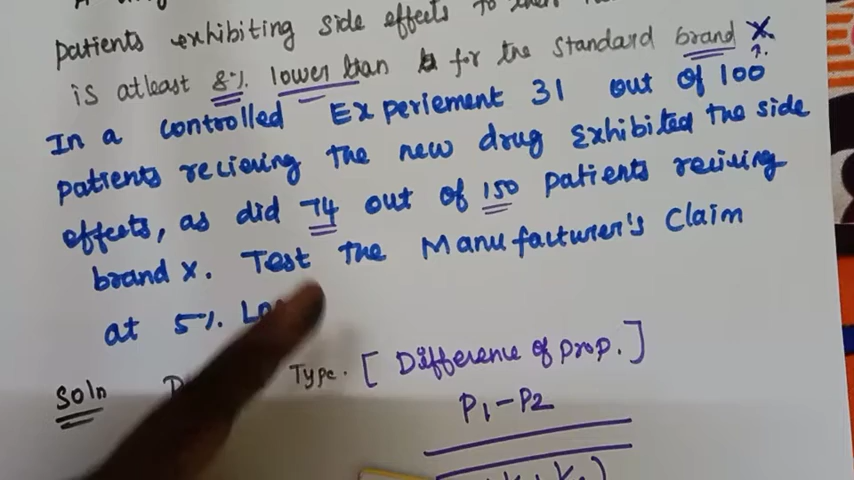 patients exhibiting side effects to
is atleast 8% lower than for the standard brand X
In a controlled Experiement 31 out of 100
patients recieving the new drug Exhibited the side
effects, as did 74 out of 150 patients reciving
brand X. Test the Manufacturer's Claim
at 5%.
Soln Type. [Difference of prop.]
P1-P2